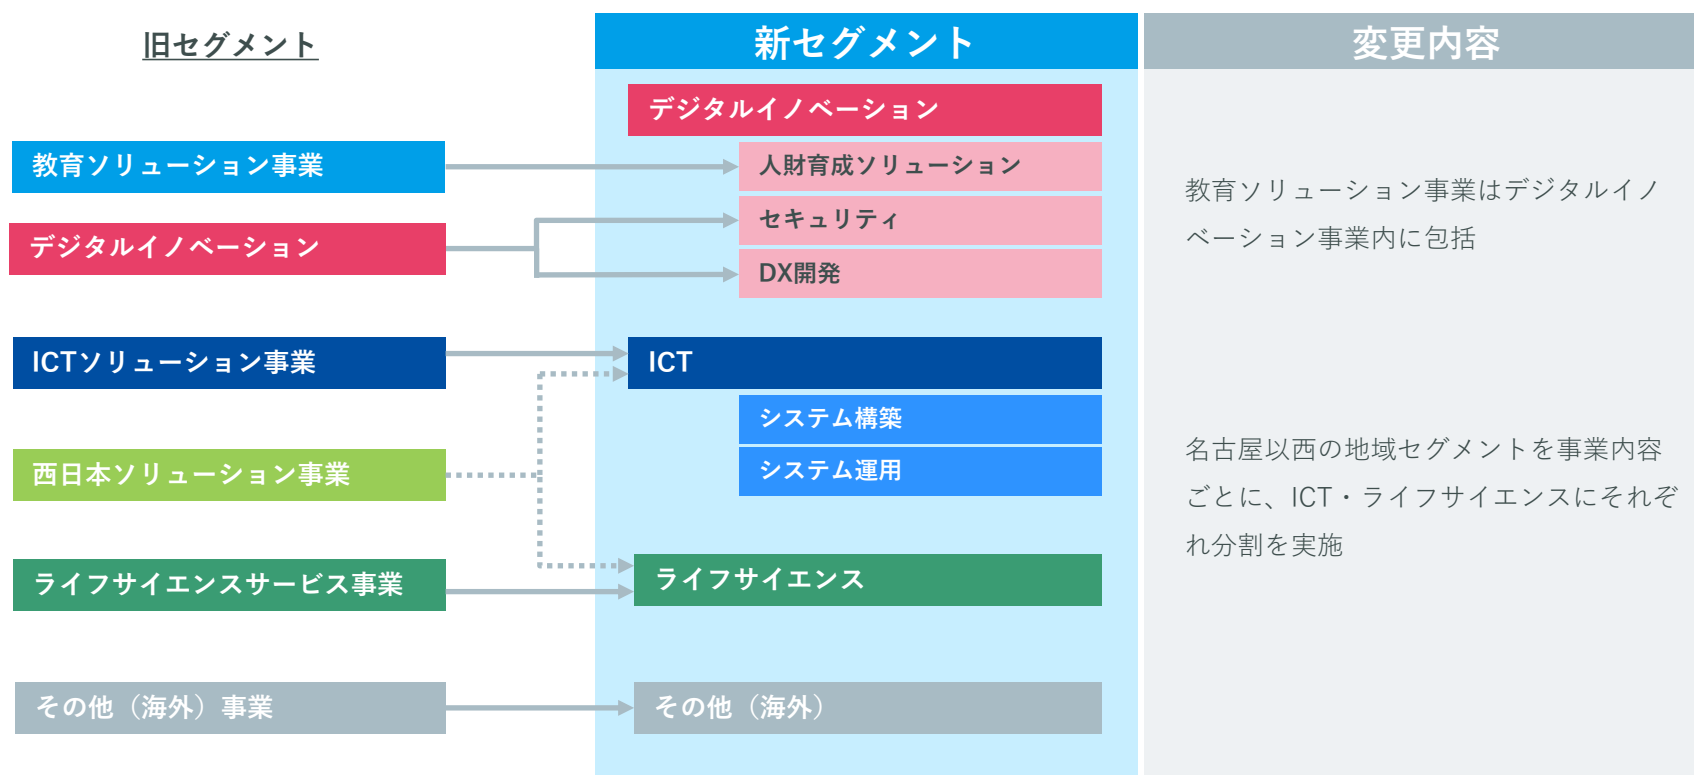 旧セグメント
新セグメント
変更内容
デジタルイノベーション
教育ソリューション事業
人財育成ソリューション
デジタルイノベーション
セキュリティ
DX開発
教育ソリューション事業はデジタルイノ
ベーション事業内に包括
ICTソリューション事業
ICT
システム構築
西日本ソリューション事業
システム運用
名古屋以西の地域セグメントを事業内容
ごとに、ICT・ライフサイエンスにそれぞ
れ分割を実施
ライフサイエンスサービス事業
ライフサイエンス
その他（海外）事業
その他（海外）